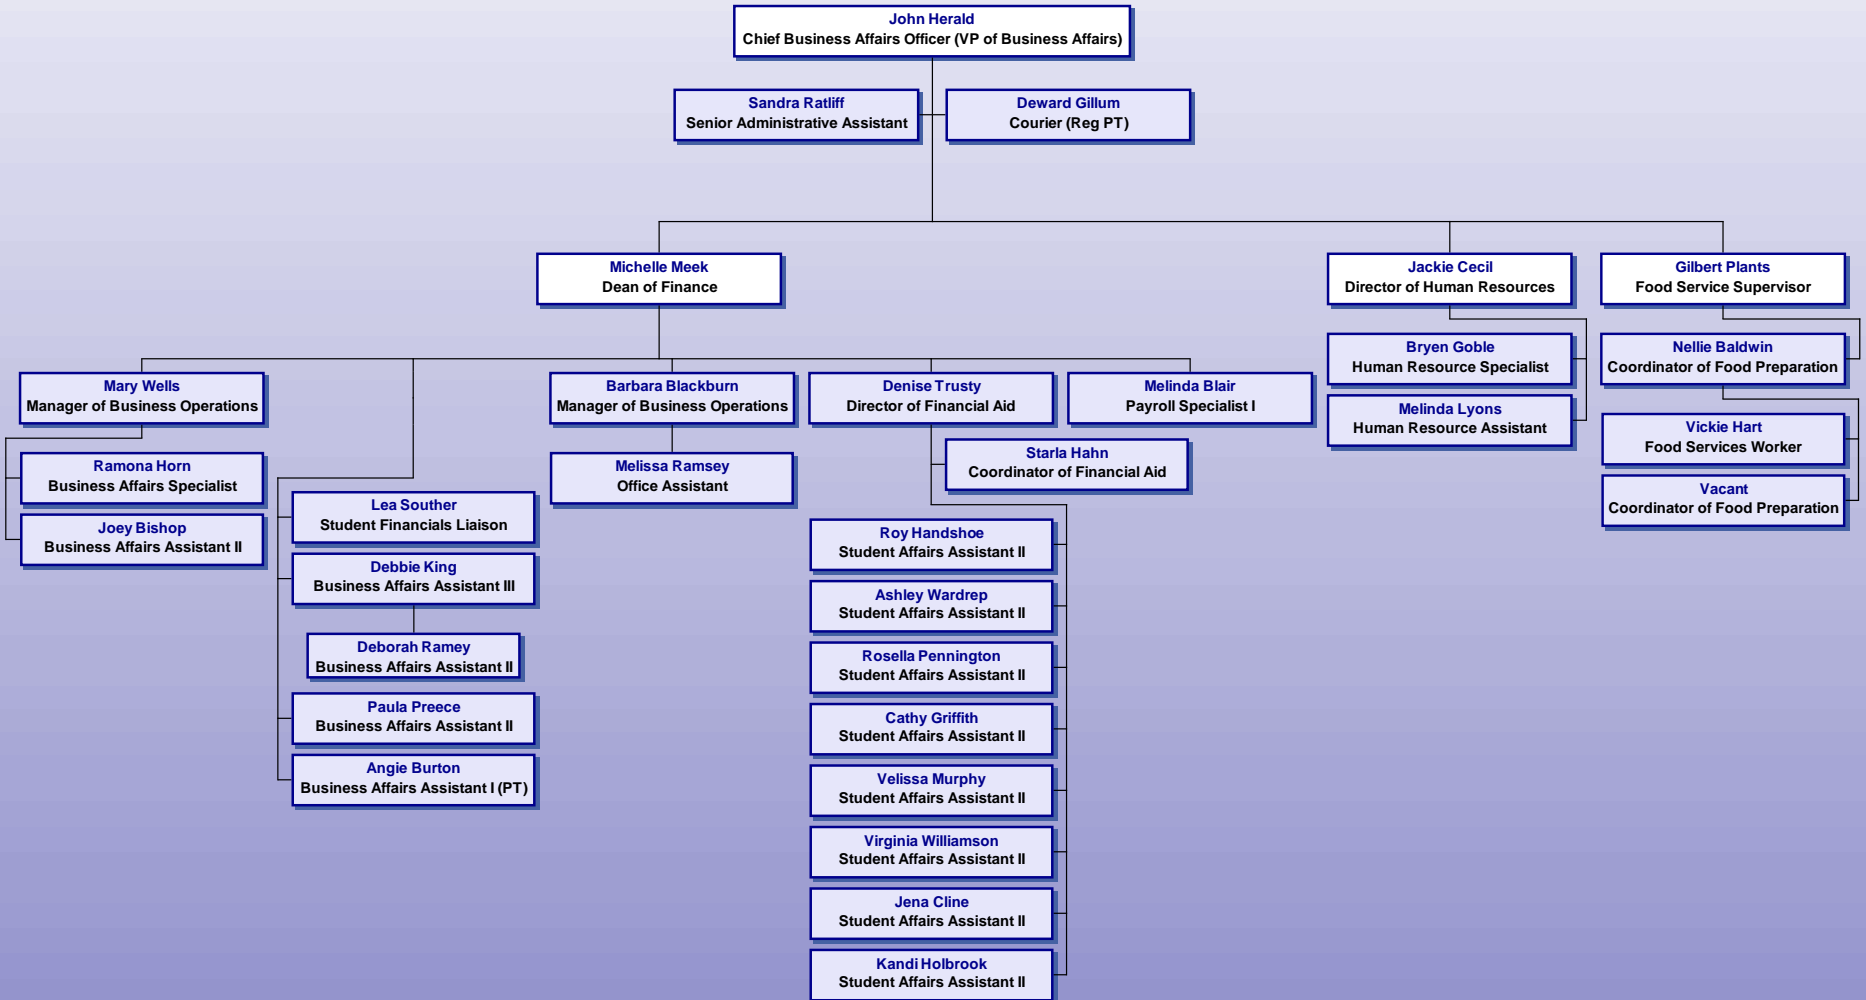 John Herald
Chief Business Affairs Officer (VP of Business Affairs)
Sandra Ratliff
Senior Administrative Assistant
Deward Gillum
Courier (Reg PT)
Michelle Meek
Dean of Finance
Jackie Cecil
Director of Human Resources
Gilbert Plants
Food Service Supervisor
Mary Wells
Manager of Business Operations
Ramona Horn
Business Affairs Specialist
Joey Bishop
Business Affairs Assistant II
Lea Souther
Student Financials Liaison
Debbie King
Business Affairs Assistant III
Deborah Ramey
Business Affairs Assistant II
Paula Preece
Business Affairs Assistant II
Angie Burton
Business Affairs Assistant I (PT)
Barbara Blackburn
Manager of Business Operations
Melissa Ramsey
Office Assistant
Denise Trusty
Director of Financial Aid
Starla Hahn
Coordinator of Financial Aid
Roy Handshoe
Student Affairs Assistant II
Ashley Wardrep
Student Affairs Assistant II
Rosella Pennington
Student Affairs Assistant II
Cathy Griffith
Student Affairs Assistant II
Velissa Murphy
Student Affairs Assistant II
Virginia Williamson
Student Affairs Assistant II
Jena Cline
Student Affairs Assistant II
Kandi Holbrook
Student Affairs Assistant II
Melinda Blair
Payroll Specialist I
Bryen Goble
Human Resource Specialist
Melinda Lyons
Human Resource Assistant
Nellie Baldwin
Coordinator of Food Preparation
Vickie Hart
Food Services Worker
Vacant
Coordinator of Food Preparation